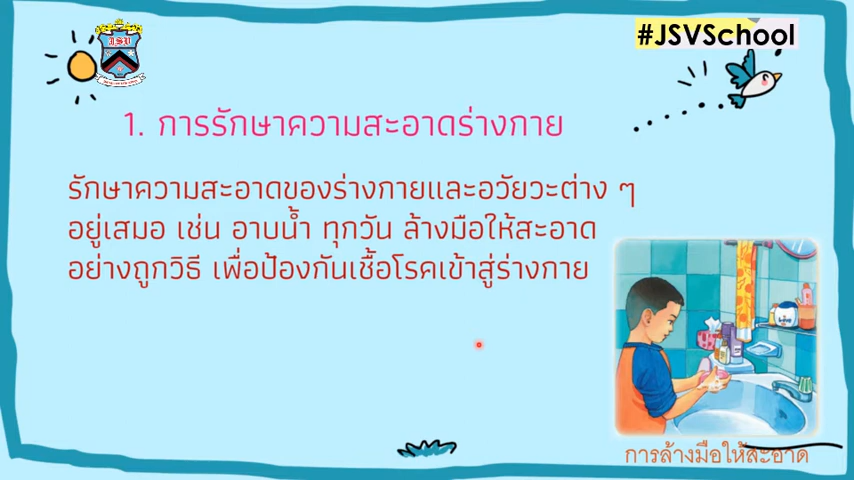 JSV
#JSVSchool
1. การรักษาความสะอาดร่างกาย
รักษาความสะอาดของร่างกายและอวัยวะต่าง ๆ
อยู่เสมอ เช่น อาบน้ำ ทุกวัน ล้างมือให้สะอาด
อย่างถูกวิธี เพื่อป้องกันเชื้อโรคเข้าสู่ร่างกาย
การล้างมือให้สะอาด